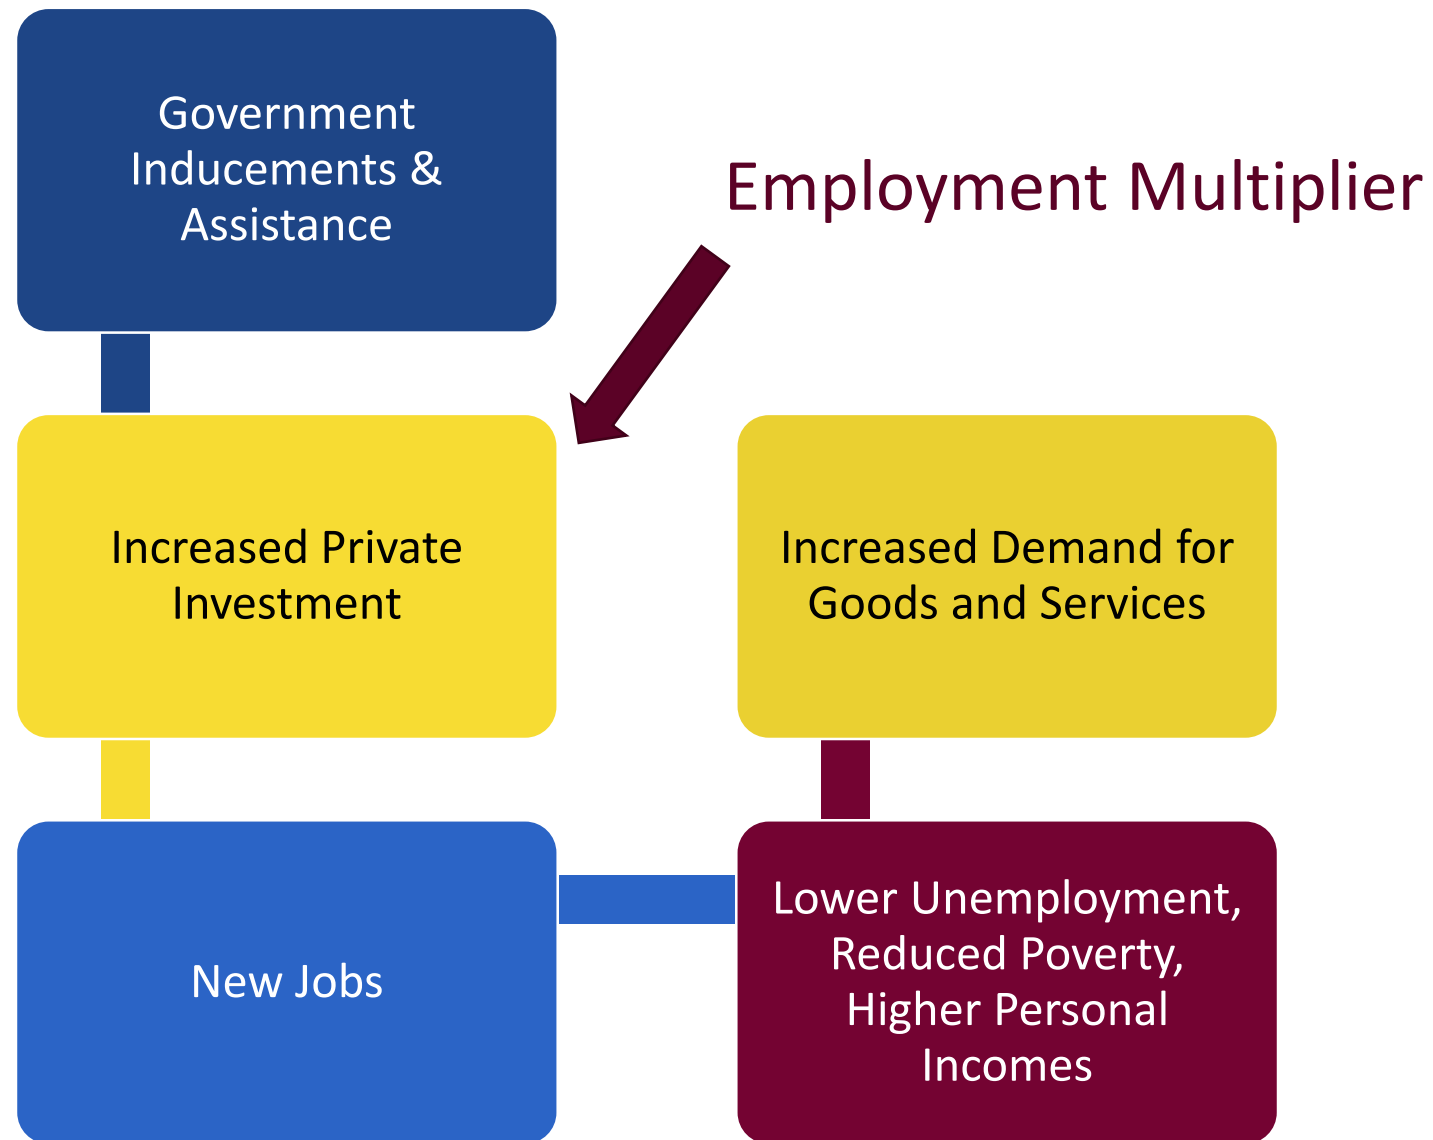 Government
Inducements &
Assistance
Employment Multiplier
Increased Private
Investment
Increased Demand for
Goods and Services
New Jobs
Lower Unemployment,
Reduced Poverty,
Higher Personal
Incomes